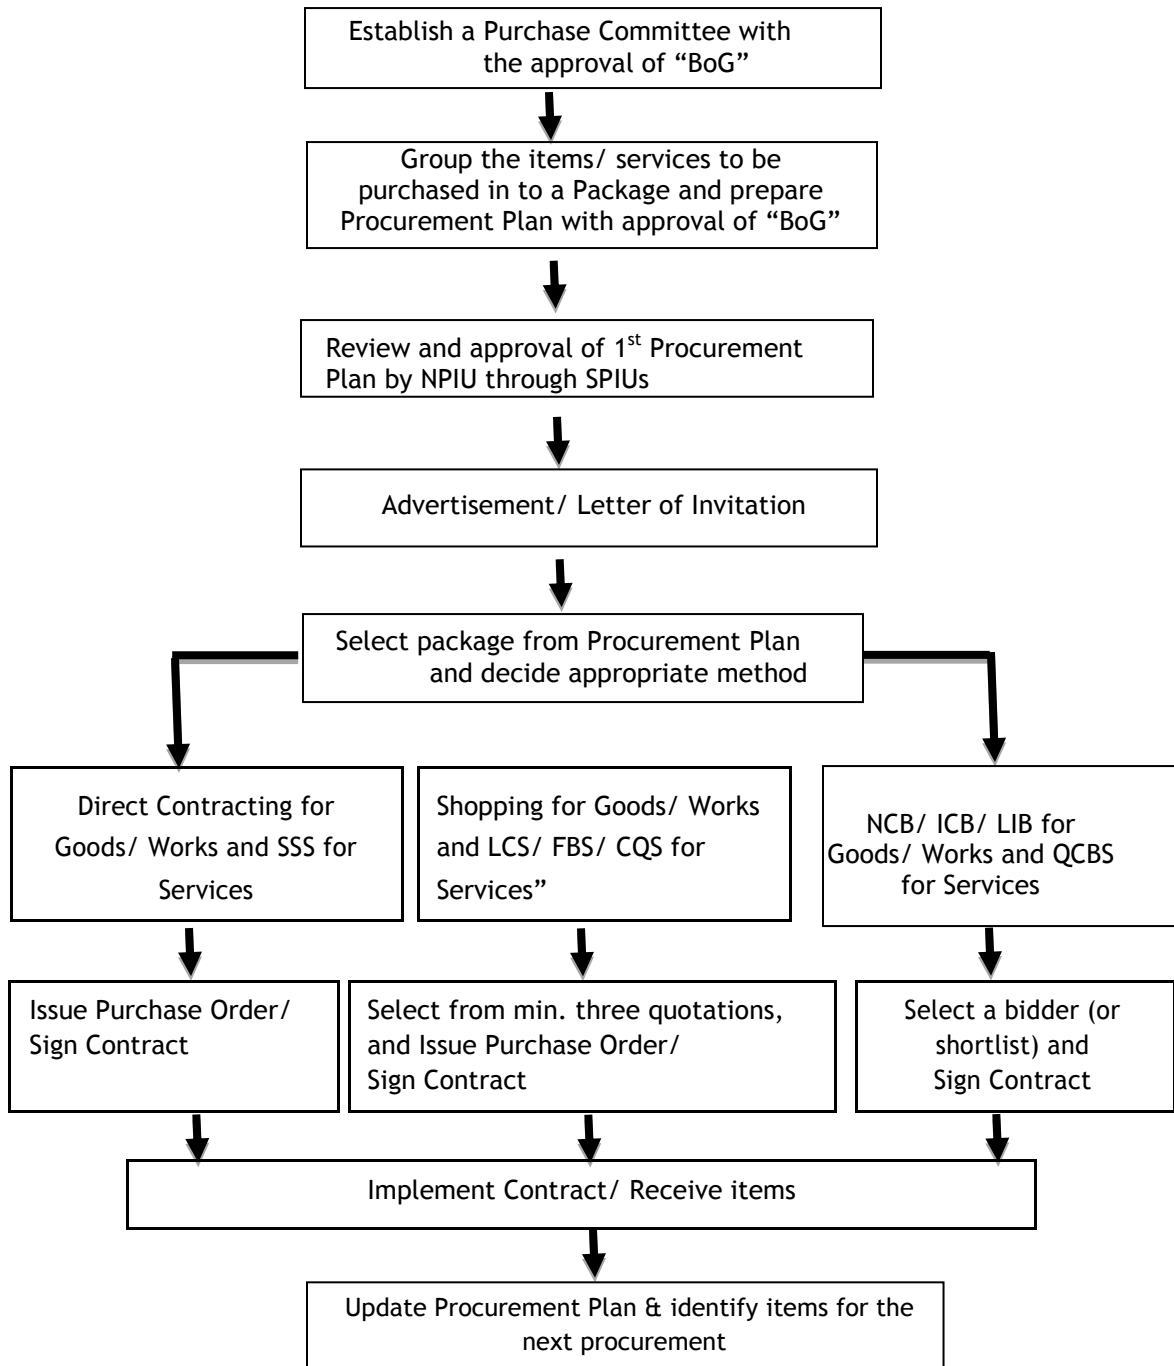 Establish a Purchase Committee with
the approval of “BoG”
Group the items/ services to be
purchased in to a Package and prepare
Procurement Plan with approval of “BoG”
Review and approval of 1st Procurement
Plan by NPIU through SPIUs
Advertisement/ Letter of Invitation
Select package from Procurement Plan
and decide appropriate method
Direct Contracting for
Goods/ Works and SSS for
Services
Shopping for Goods/ Works
and LCS/ FBS/ CQS for
Services”
NCB/ ICB/ LIB for
Goods/ Works and QCBS
for Services
Issue Purchase Order/
Sign Contract
Select from min. three quotations,
and Issue Purchase Order/
Sign Contract
Select a bidder (or
shortlist) and
Sign Contract
Implement Contract/ Receive items
Update Procurement Plan & identify items for the
next procurement